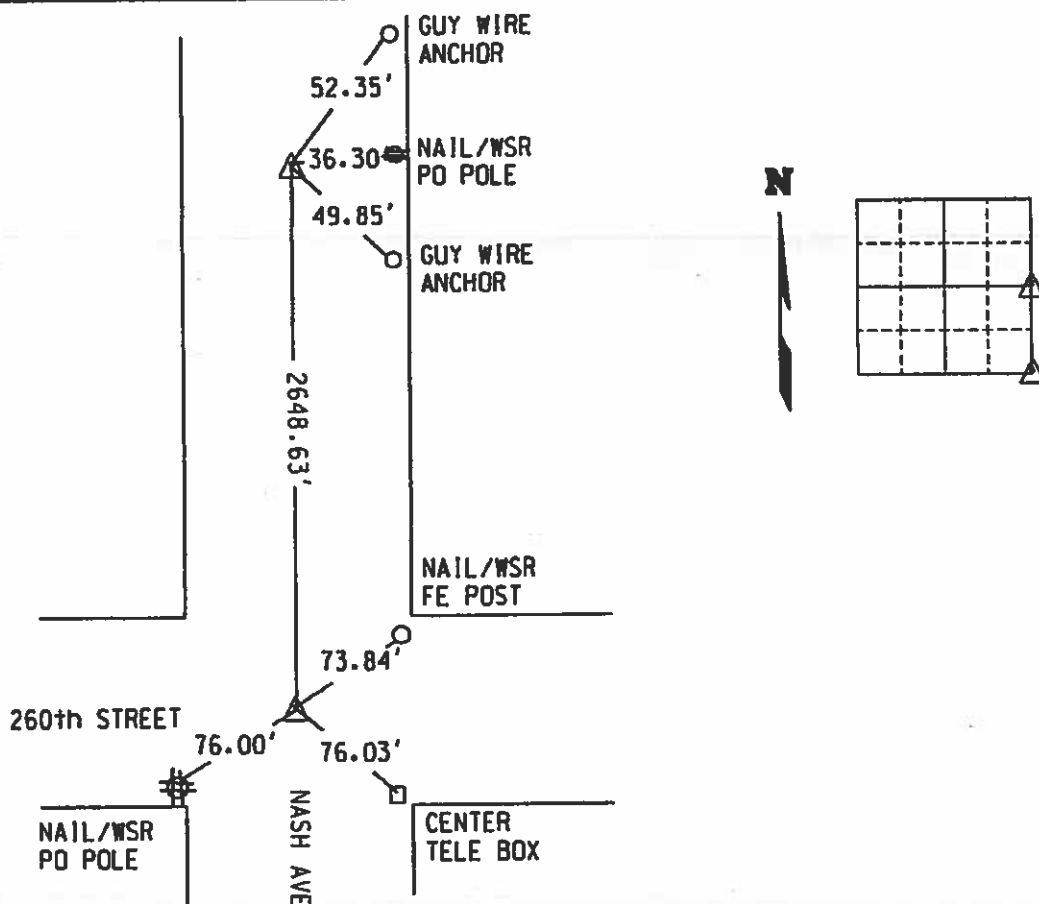 GUY WIRE
ANCHOR
52.35'
36.30
NAIL/WSR
PO POLE
49.85'
GUY WIRE
ANCHOR
N
2648.63'
NAIL/WSR
FE POST
73.84'
260th STREET
76.00'
76.03'
NAIL/WSR
PO POLE
NASH AVE
CENTER
TELE BOX